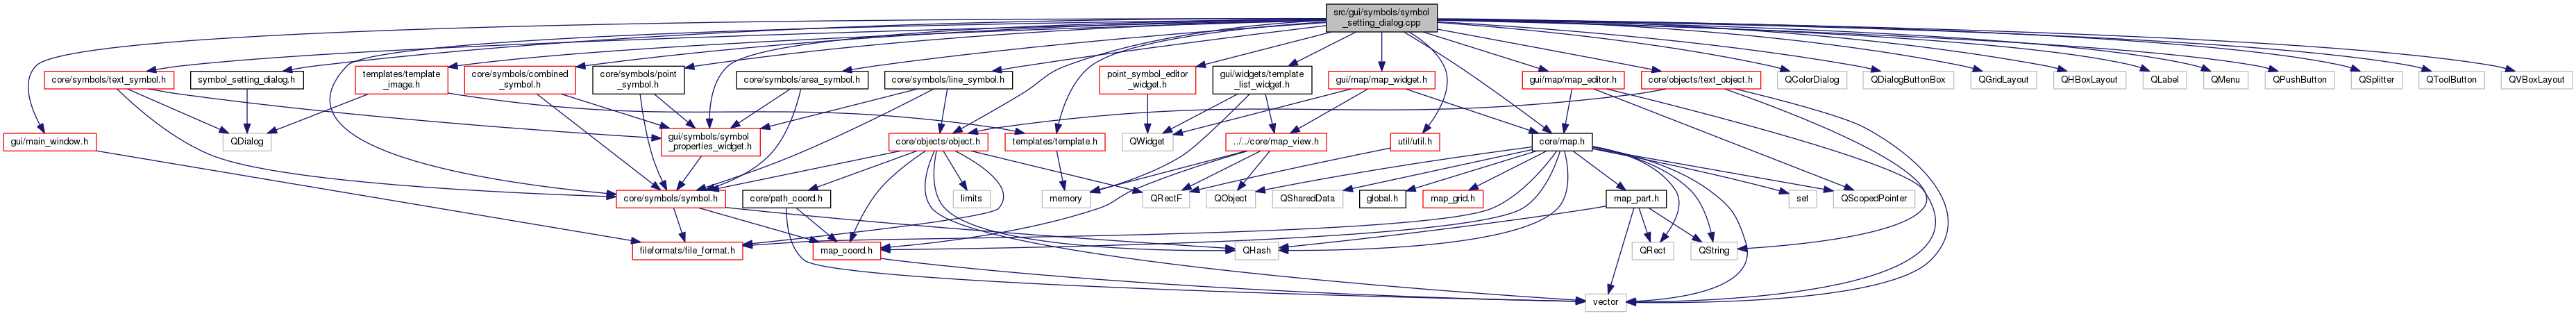 src/gui/symbols/symbol
_setting_dialog.cpp
core/symbols/text_symbol.h
symbol_setting_dialog.h
templates/template
_image.h
core/symbols/combined
_symbol.h
core/symbols/point
_symbol.h
core/symbols/area_symbol.h
core/symbols/line_symbol.h
point_symbol_editor
_widget.h
gui/widgets/template
_list_widget.h
gui/map/map_widget.h
gui/map/map_editor.h
core/objects/text_object.h
QColorDialog
QDialogButtonBox
QGridLayout
QHBoxLayout
QLabel
QMenu
QPushButton
QSplitter
QToolButton
QVBoxLayout
gui/main_window.h
QDialog
gui/symbols/symbol
_properties_widget.h
core/objects/object.h
templates/template.h
QWidget
../../core/map_view.h
util/util.h
core/map.h
core/symbols/symbol.h
core/path_coord.h
limits
memory
QRectF
QObject
QSharedData
global.h
map_grid.h
map_part.h
set
QScopedPointer
fileformats/file_format.h
map_coord.h
QHash
QRect
QString
vector